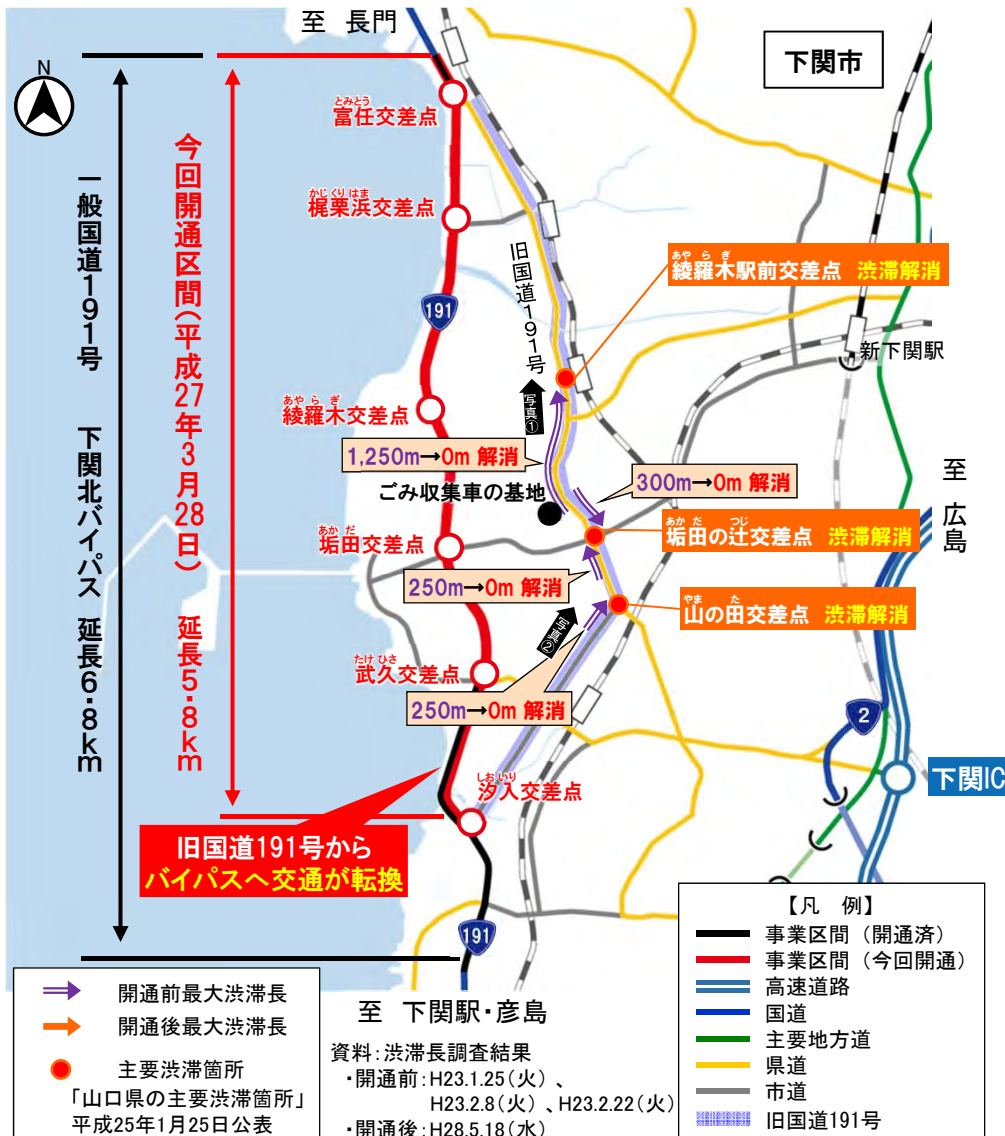 至 長門
下関市
N
とみとう
富任交差点
かじくりはま
梶栗浜交差点
今回開通区間(平成27年3月28日) 延長5.8km
一般国道191号 下関北バイパス 延長6.8km
旧国道191号
あやらぎ
綾羅木駅前交差点 渋滞解消
191
新下関駅
写真①
あやらぎ
綾羅木交差点
1,250m→0m 解消
ごみ収集車の基地
300m→0m 解消
至 広島
あかだ つじ
垢田の辻交差点 渋滞解消
あかだ
垢田交差点
250m→0m 解消
やま た
山の田交差点 渋滞解消
写真②
たけひさ
武久交差点
250m→0m 解消
2
下関IC
しおいり
汐入交差点
旧国道191号から
バイパスへ交通が転換
191
【凡 例】
事業区間(開通済)
事業区間(今回開通)
高速道路
国道
主要地方道
県道
市道
旧国道191号
開通前最大渋滞長
開通後最大渋滞長
主要渋滞箇所
「山口県の主要渋滞箇所」
平成25年1月25日公表
至 下関駅・彦島
資料:渋滞長調査結果
・開通前:H23.1.25(火)、
H23.2.8(火)、H23.2.22(火)
・開通後:H28.5.18(水)